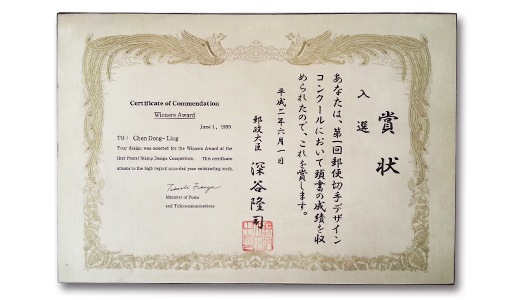 Certificate of Commendation
Winners Award
June 1, 1990
TO : Chen Dong-Ling
Your design was selected for the Winners Award at the
first Postal Stamp Design Competition. This certificate
attests to the high regard accorded your outstanding work.
Minister of Posts
and Telecommunications
賞状
入選
あなたは、第一回郵便切手デザイン
コンクールにおいて頭書の成績を収
められたので、これを賞します。
平成二年六月一日
郵政大臣 深谷隆司